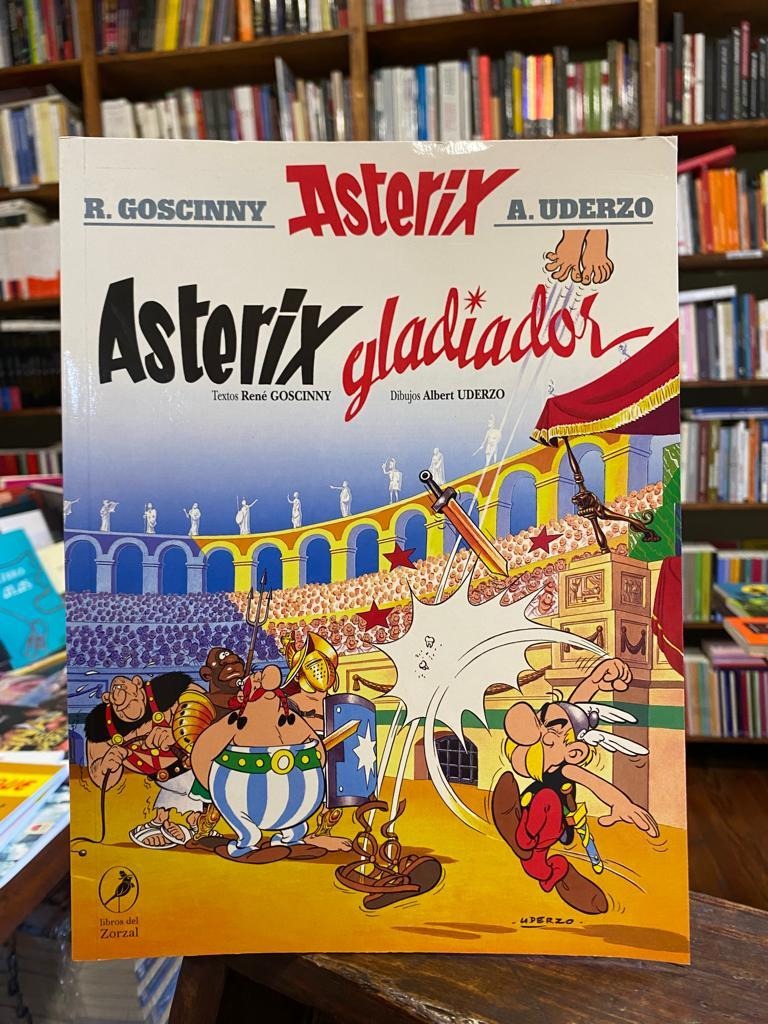 R. GOSCINNY Asterix A. UDERZO
Asterix gladiador
Textos René GOSCINNY Dibujos Albert UDERZO
libros del
Zorzal
-UDERZO-